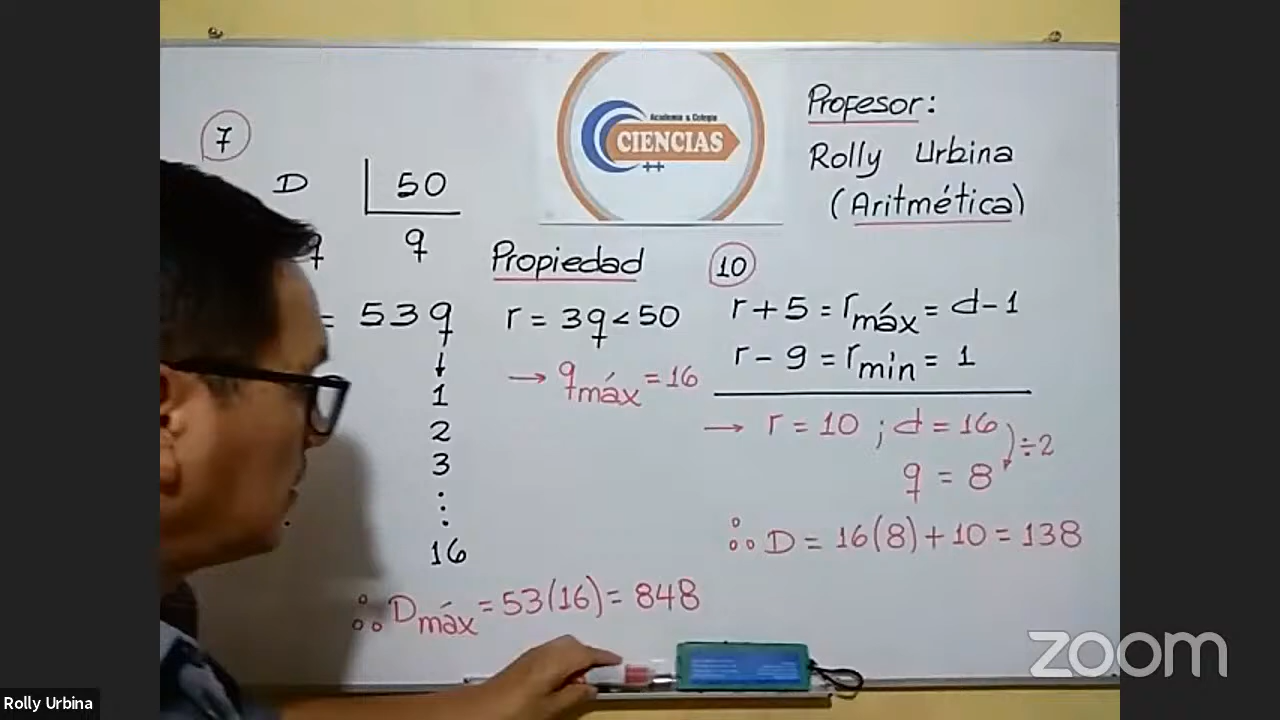 Academia & Colegio
CIENCIAS
++
Profesor:
Rolly Urbina
(Aritmética)
7
D 50
q q
= 53q
↓
1
2
3
⋮
16
∴ Dmáx = 53(16) = 848
Propiedad
r = 3q < 50
→ qmáx = 16
10
r + 5 = rmáx = d - 1
r - 9 = rmin = 1
→ r = 10 ; d = 16
÷2
q = 8
∴ D = 16(8) + 10 = 138
zoom
Rolly Urbina